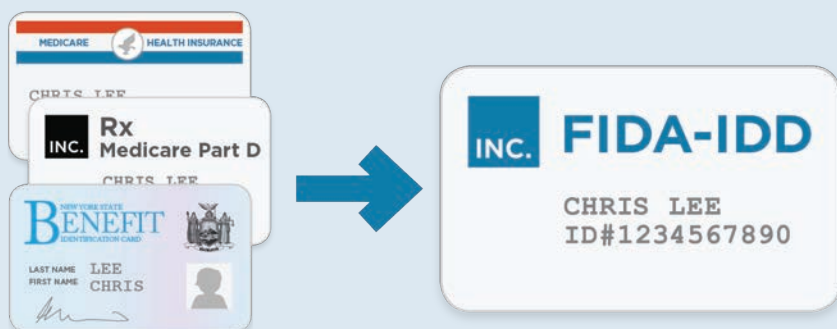 MEDICARE HEALTH INSURANCE
CHRIS LEE
INC. Rx
Medicare Part D
CHRIS LEE
NEW YORK STATE
BENEFIT
IDENTIFICATION CARD
LAST NAME LEE
FIRST NAME CHRIS
INC. FIDA-IDD
CHRIS LEE
ID#1234567890